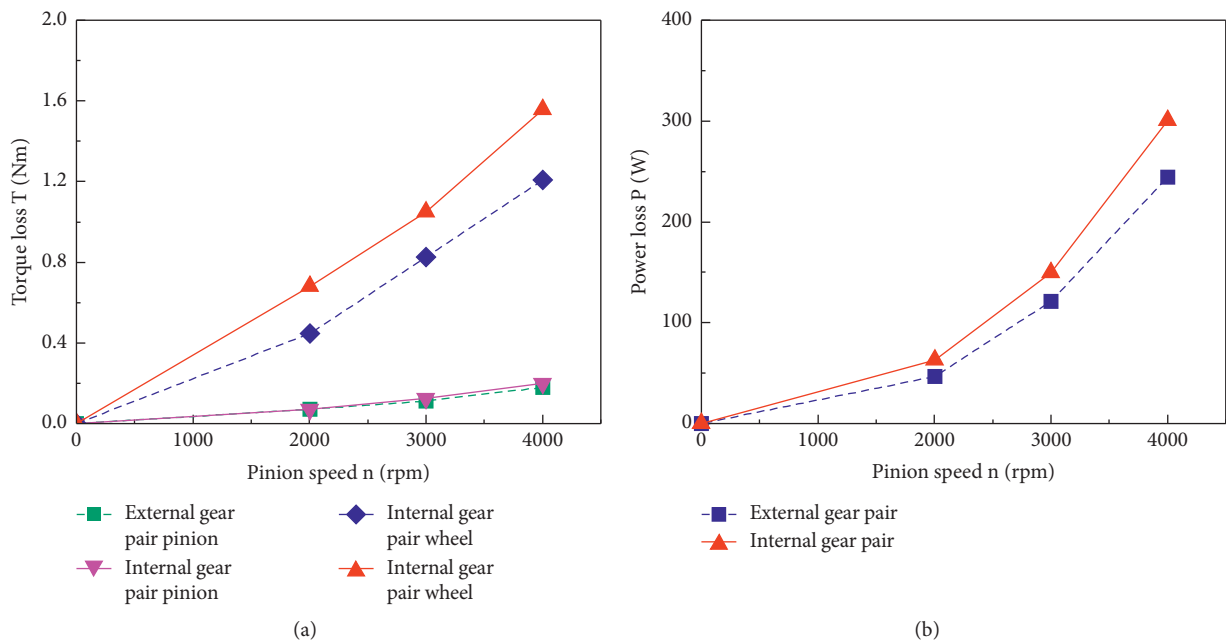 2.0
1.6
1.2
0.8
0.4
0.0
Torque loss T (Nm)
0
1000
2000
3000
4000
Pinion speed n (rpm)
External gear
pair pinion
Internal gear
pair pinion
Internal gear
pair wheel
Internal gear
pair wheel
(a)
400
300
200
100
0
Power loss P (W)
0
1000
2000
3000
4000
Pinion speed n (rpm)
External gear pair
Internal gear pair
(b)